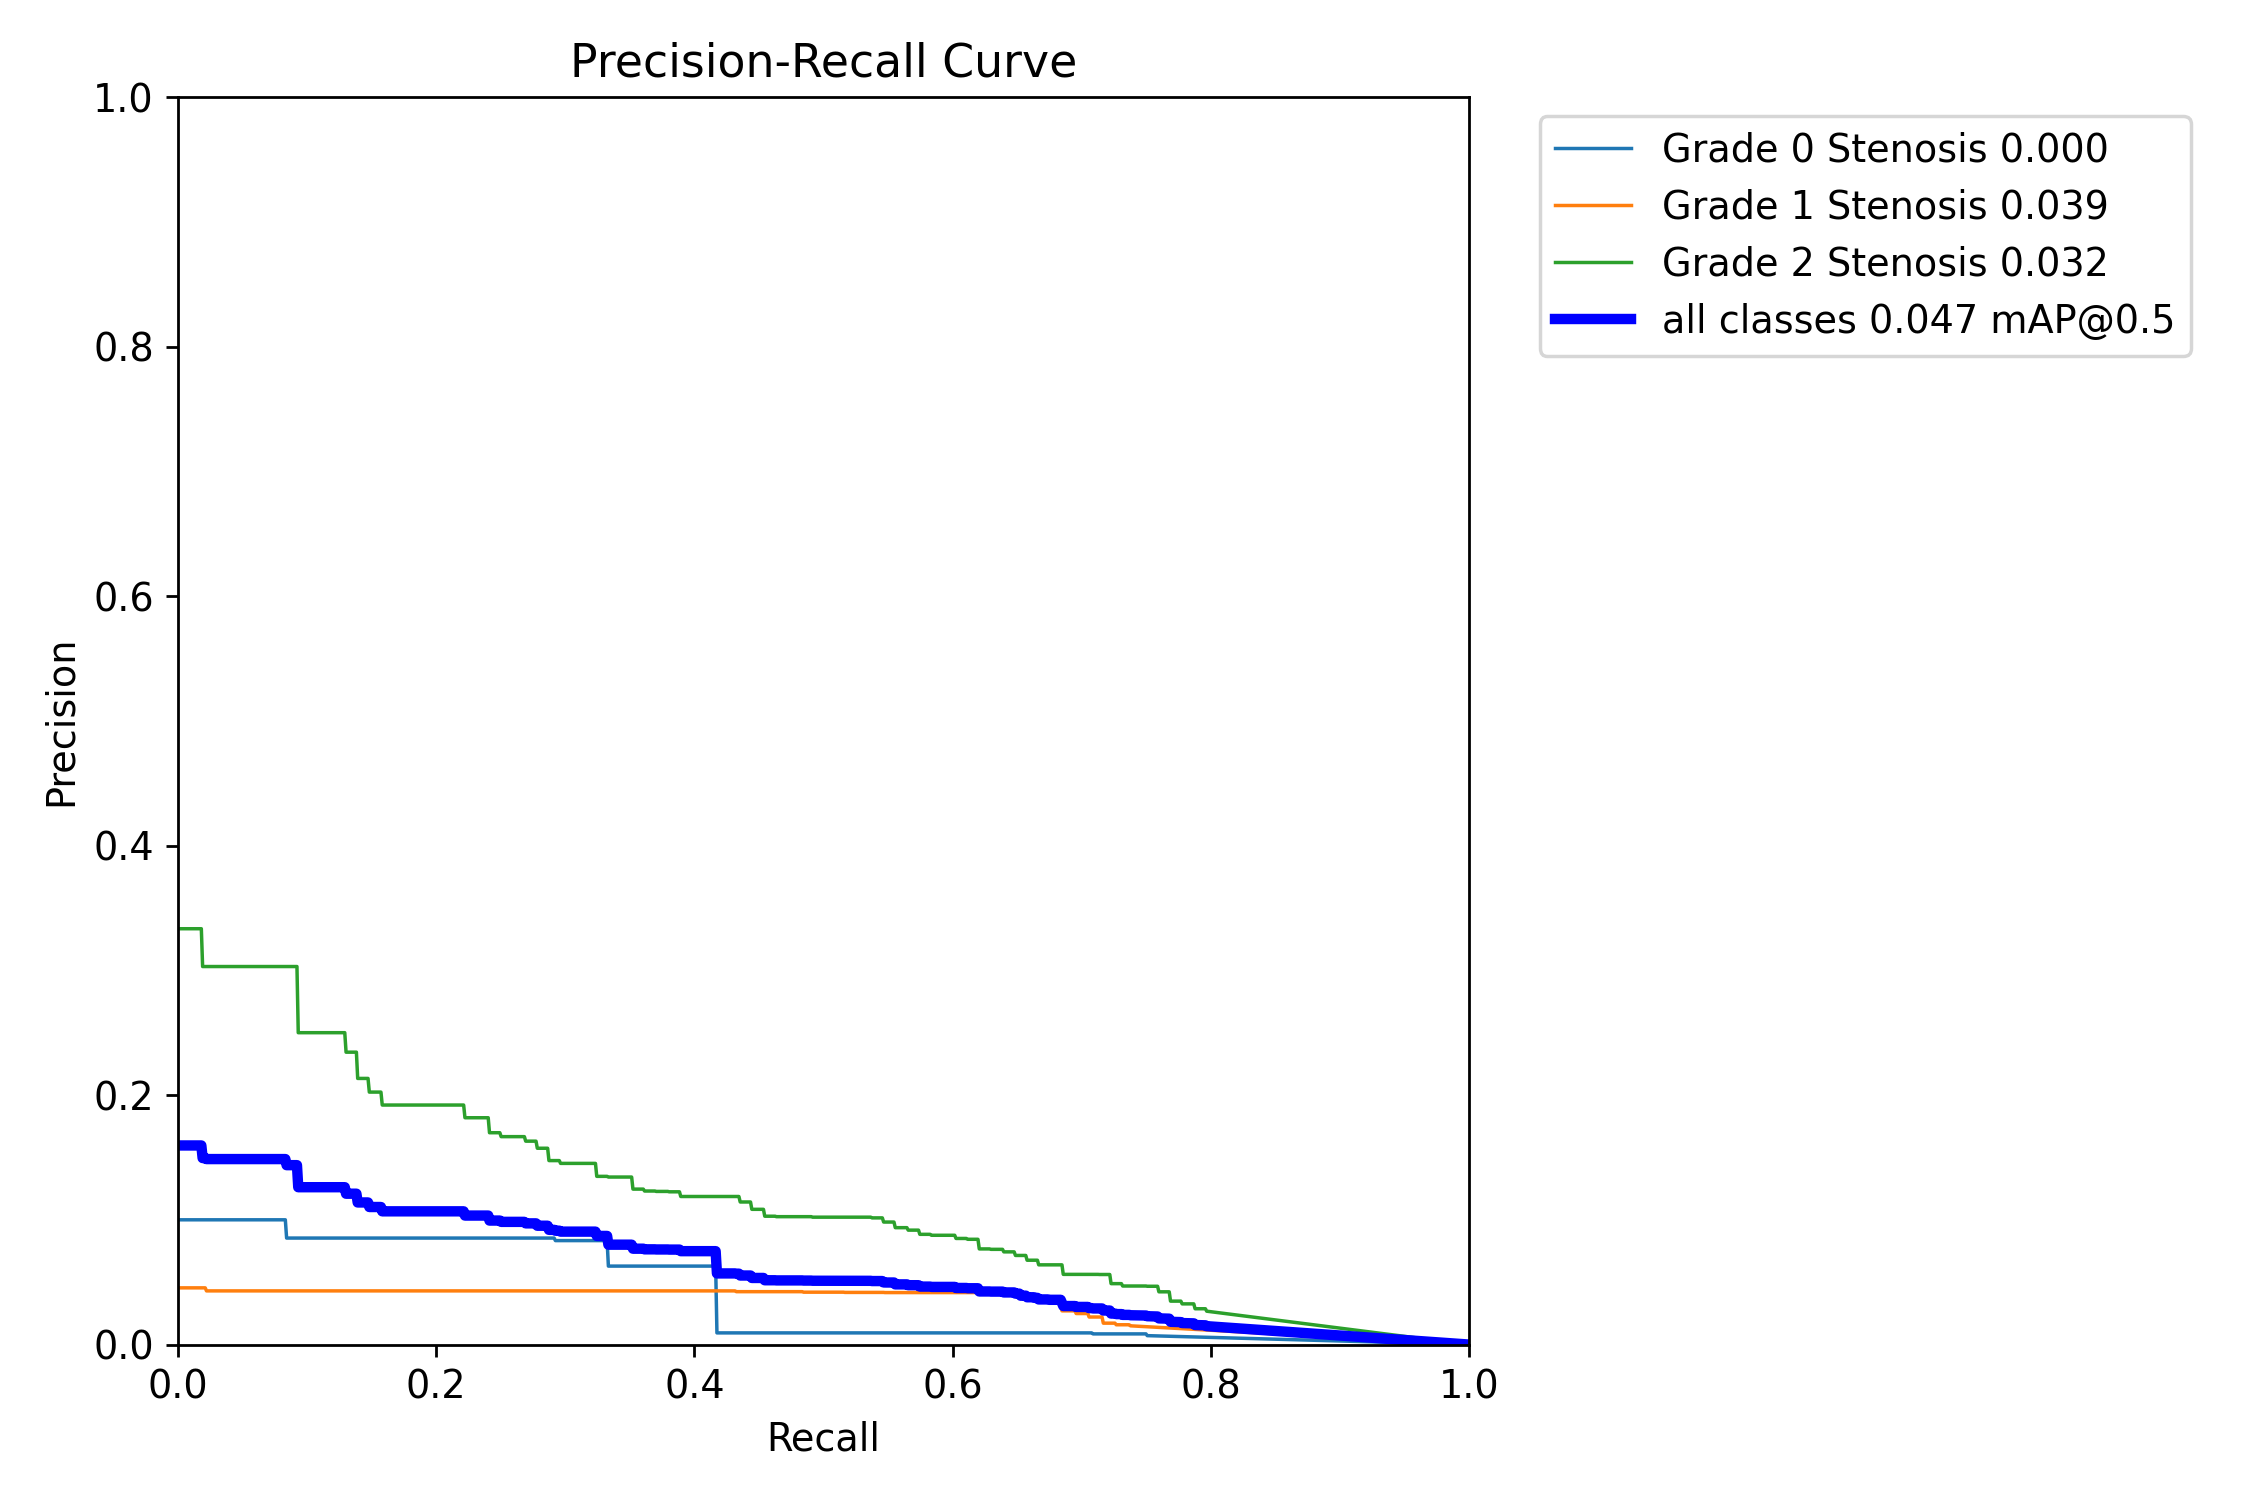 Precision-Recall Curve
1.0
0.8
0.6
0.4
0.2
0.0
Precision
0.0 0.2 0.4 0.6 0.8 1.0
Recall
Grade 0 Stenosis 0.000
Grade 1 Stenosis 0.039
Grade 2 Stenosis 0.032
all classes 0.047 mAP@0.5